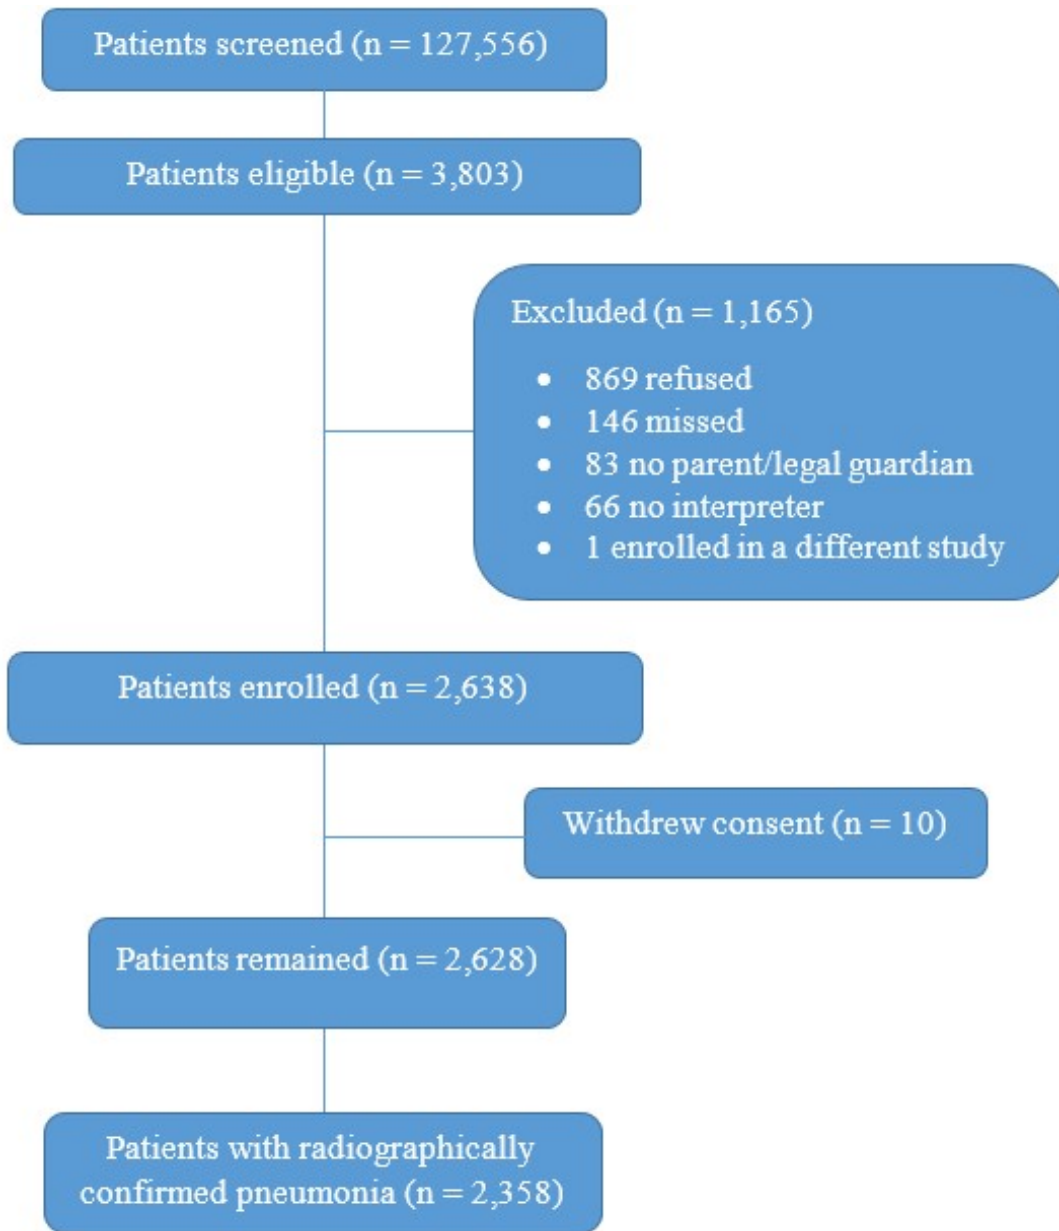 Patients screened (n = 127,556)
Patients eligible (n = 3,803)
Excluded (n = 1,165)
• 869 refused
• 146 missed
• 83 no parent/legal guardian
• 66 no interpreter
• 1 enrolled in a different study
Patients enrolled (n = 2,638)
Withdrew consent (n = 10)
Patients remained (n = 2,628)
Patients with radiographically
confirmed pneumonia (n = 2,358)